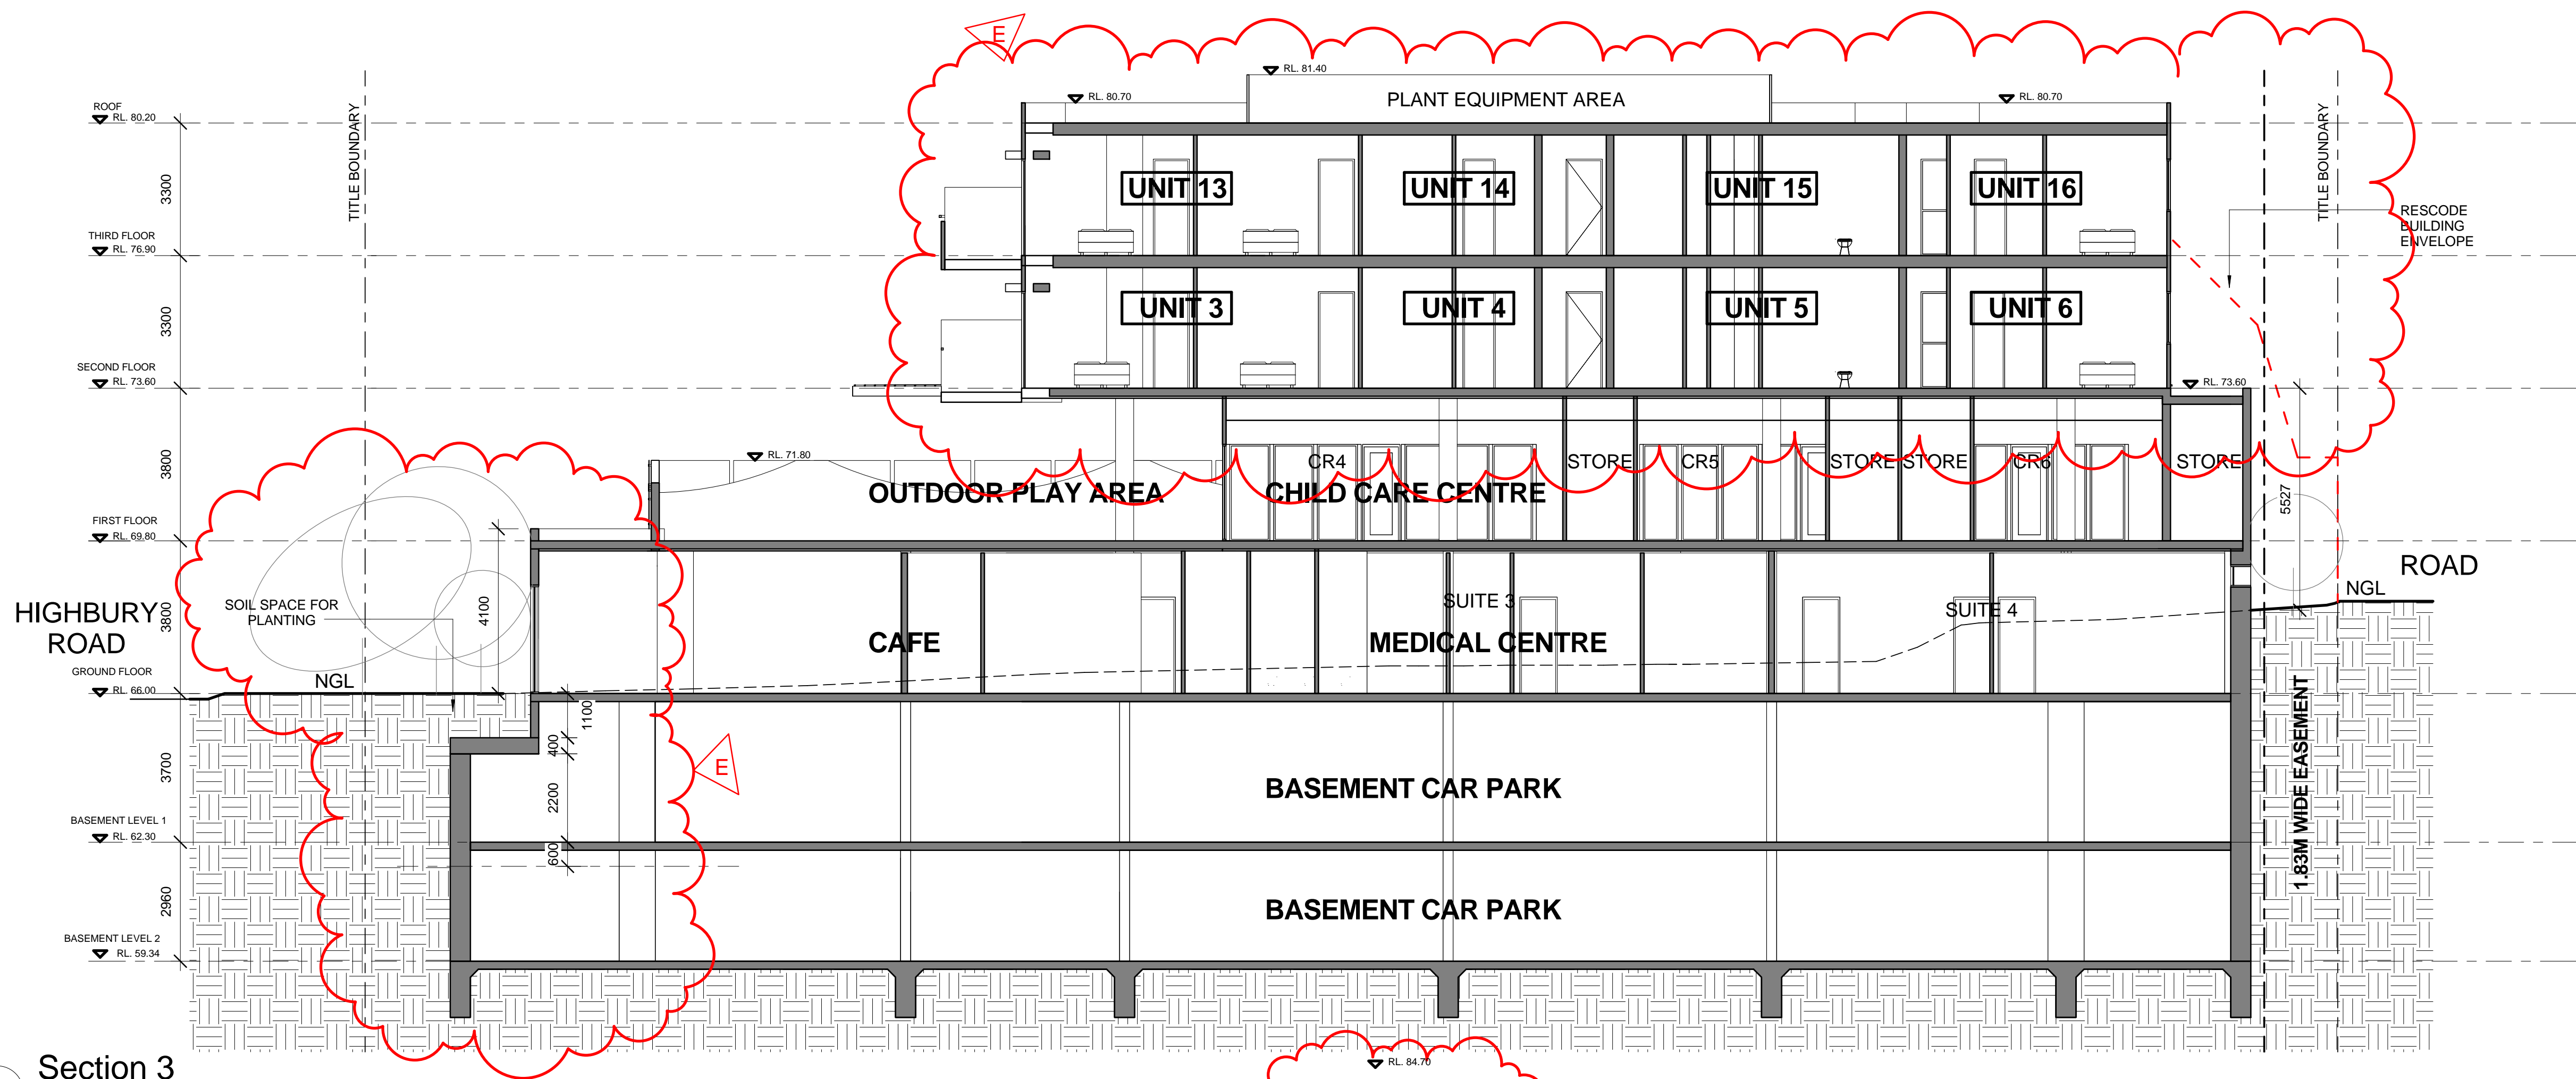 E
RL. 81.40
PLANT EQUIPMENT AREA
RL. 80.70
RL. 80.70
ROOF
RL. 80.20
TITLE BOUNDARY
TITLE BOUNDARY
3300
UNIT 13
UNIT 14
UNIT 15
UNIT 16
RESCODE
BUILDING
ENVELOPE
THIRD FLOOR
RL. 76.90
3300
UNIT 3
UNIT 4
UNIT 5
UNIT 6
SECOND FLOOR
RL. 73.60
RL. 73.60
3800
RL. 71.80
CR4
STORE
CR5
STORE
STORE
CR6
STORE
OUTDOOR PLAY AREA
CHILD CARE CENTRE
5527
FIRST FLOOR
RL. 69.80
ROAD
NGL
HIGHBURY
ROAD
3800
SOIL SPACE FOR
PLANTING
4100
SUITE 3
SUITE 4
CAFE
MEDICAL CENTRE
GROUND FLOOR
RL. 66.00
NGL
1100
400
3700
2200
E
BASEMENT CAR PARK
1.83M WIDE EASEMENT
BASEMENT LEVEL 1
RL. 62.30
600
2960
BASEMENT CAR PARK
BASEMENT LEVEL 2
RL. 59.34
Section 3
RL. 84.70